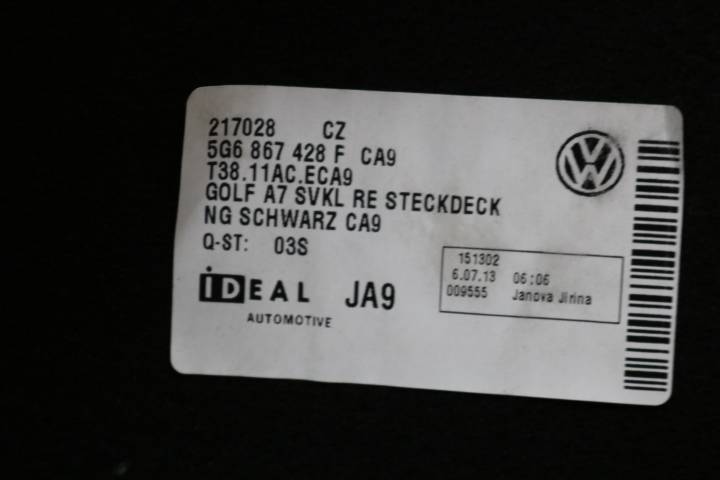 217028 CZ
5G6 867 428 F CA9
T38.11AC.ECA9
GOLF A7 SVKL RE STECKDECK
NG SCHWARZ CA9
Q-ST: 03S
iDEAL JA9
AUTOMOTIVE
151302
6.07.13 06:06
009555 Janova Jirina